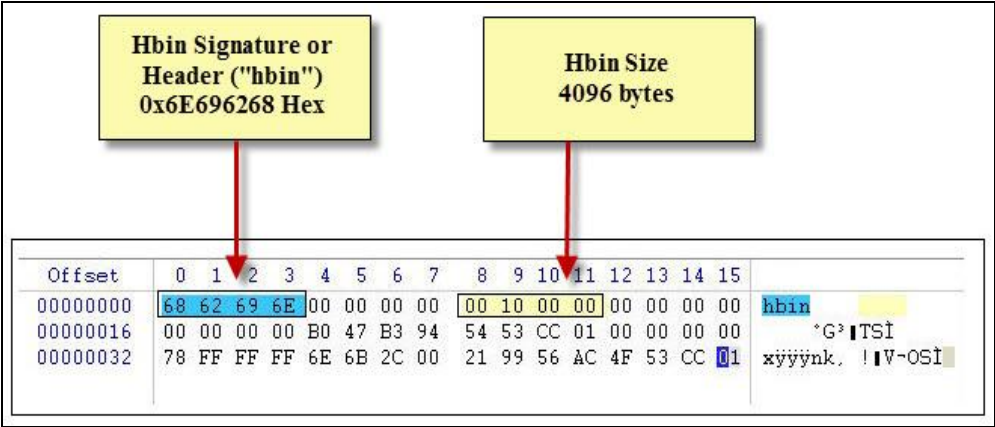 Hbin Signature or
Header ("hbin")
0x6E696268 Hex
Hbin Size
4096 bytes
Offset 0 1 2 3 4 5 6 7 8 9 10 11 12 13 14 15
00000000 68 62 69 6E 00 00 00 00 00 10 00 00 00 00 00 00 hbin
00000016 00 00 00 00 B0 47 B3 94 54 53 CC 01 00 00 00 00 °G³▮TSÌ
00000032 78 FF FF FF 6E 6B 2C 00 21 99 56 AC 4F 53 CC 01 xÿÿÿnk, !▮V¬OSÌ